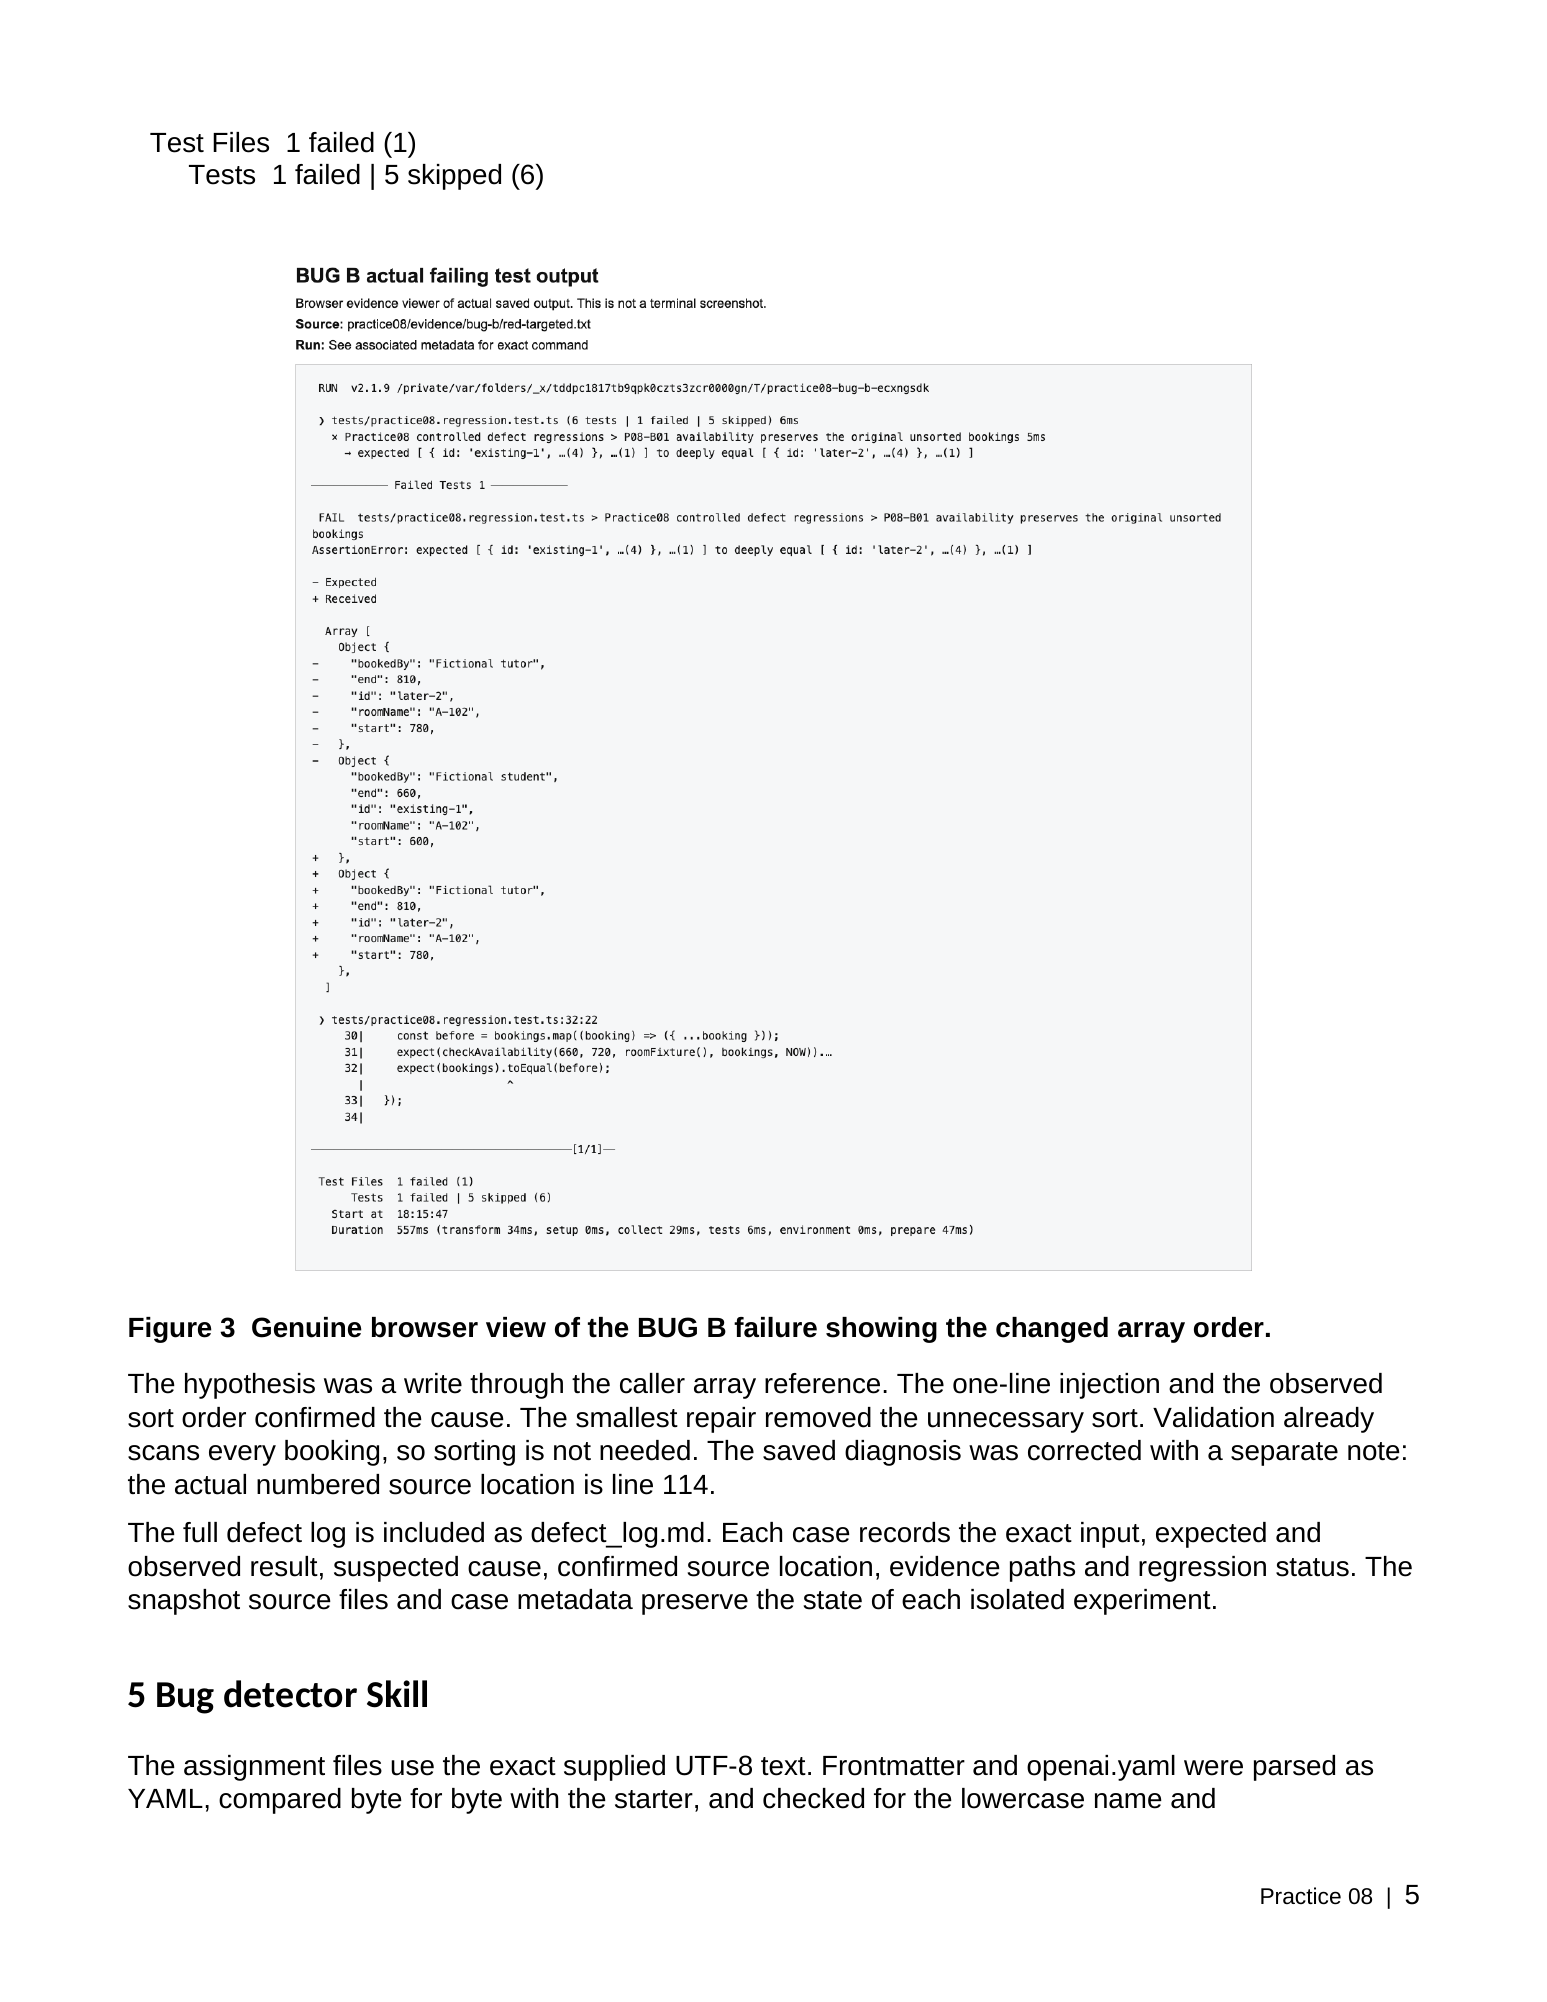 Test Files  1 failed (1)
Tests  1 failed | 5 skipped (6)
BUG B actual failing test output
Browser evidence viewer of actual saved output. This is not a terminal screenshot.
Source: practice08/evidence/bug-b/red-targeted.txt
Run: See associated metadata for exact command
RUN  v2.1.9 /private/var/folders/_x/tddpc1817tb9qpk0czts3zcr0000gn/T/practice08-bug-b-ecxngsdk
❯ tests/practice08.regression.test.ts (6 tests | 1 failed | 5 skipped) 6ms
× Practice08 controlled defect regressions > P08-B01 availability preserves the original unsorted bookings 5ms
→ expected [ { id: 'existing-1', …(4) }, …(1) ] to deeply equal [ { id: 'later-2', …(4) }, …(1) ]
Failed Tests 1
FAIL  tests/practice08.regression.test.ts > Practice08 controlled defect regressions > P08-B01 availability preserves the original unsorted
bookings
AssertionError: expected [ { id: 'existing-1', …(4) }, …(1) ] to deeply equal [ { id: 'later-2', …(4) }, …(1) ]
- Expected
+ Received
Array [
Object {
-     "bookedBy": "Fictional tutor",
-     "end": 810,
-     "id": "later-2",
-     "roomName": "A-102",
-     "start": 780,
-   },
-   Object {
"bookedBy": "Fictional student",
"end": 660,
"id": "existing-1",
"roomName": "A-102",
"start": 600,
+   },
+   Object {
+     "bookedBy": "Fictional tutor",
+     "end": 810,
+     "id": "later-2",
+     "roomName": "A-102",
+     "start": 780,
},
]
❯ tests/practice08.regression.test.ts:32:22
30|     const before = bookings.map((booking) => ({ ...booking }));
31|     expect(checkAvailability(660, 720, roomFixture(), bookings, NOW)).…
32|     expect(bookings).toEqual(before);
|                      ^
33|   });
34|
[1/1]
Test Files  1 failed (1)
Tests  1 failed | 5 skipped (6)
Start at  18:15:47
Duration  557ms (transform 34ms, setup 0ms, collect 29ms, tests 6ms, environment 0ms, prepare 47ms)
Figure 3  Genuine browser view of the BUG B failure showing the changed array order.
The hypothesis was a write through the caller array reference. The one-line injection and the observed
sort order confirmed the cause. The smallest repair removed the unnecessary sort. Validation already
scans every booking, so sorting is not needed. The saved diagnosis was corrected with a separate note:
the actual numbered source location is line 114.
The full defect log is included as defect_log.md. Each case records the exact input, expected and
observed result, suspected cause, confirmed source location, evidence paths and regression status. The
snapshot source files and case metadata preserve the state of each isolated experiment.
5 Bug detector Skill
The assignment files use the exact supplied UTF-8 text. Frontmatter and openai.yaml were parsed as
YAML, compared byte for byte with the starter, and checked for the lowercase name and
Practice 08  |  5